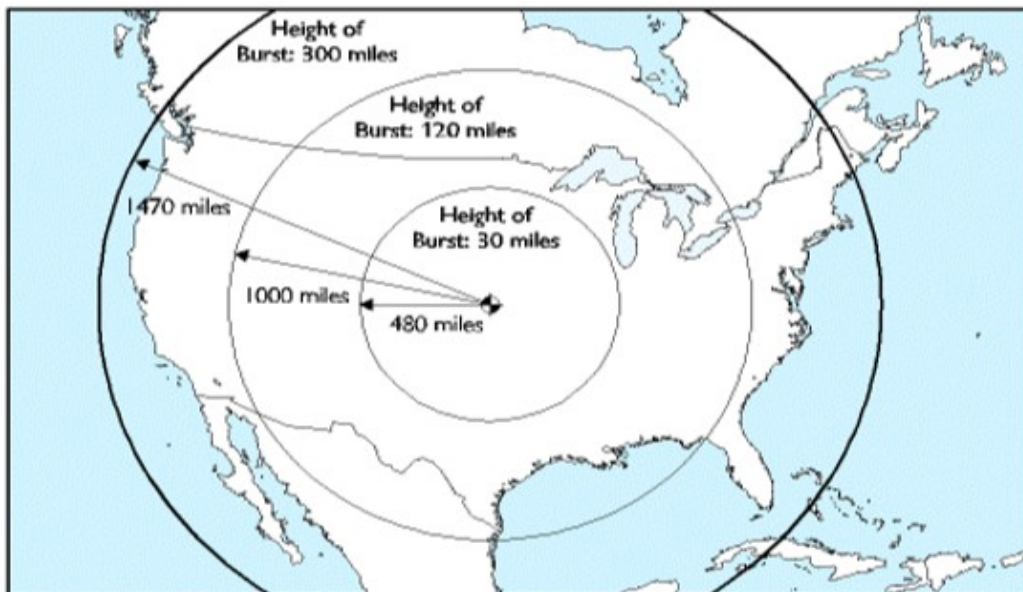 Height of
Burst: 300 miles
Height of
Burst: 120 miles
1470 miles
Height of
Burst: 30 miles
1000 miles
480 miles